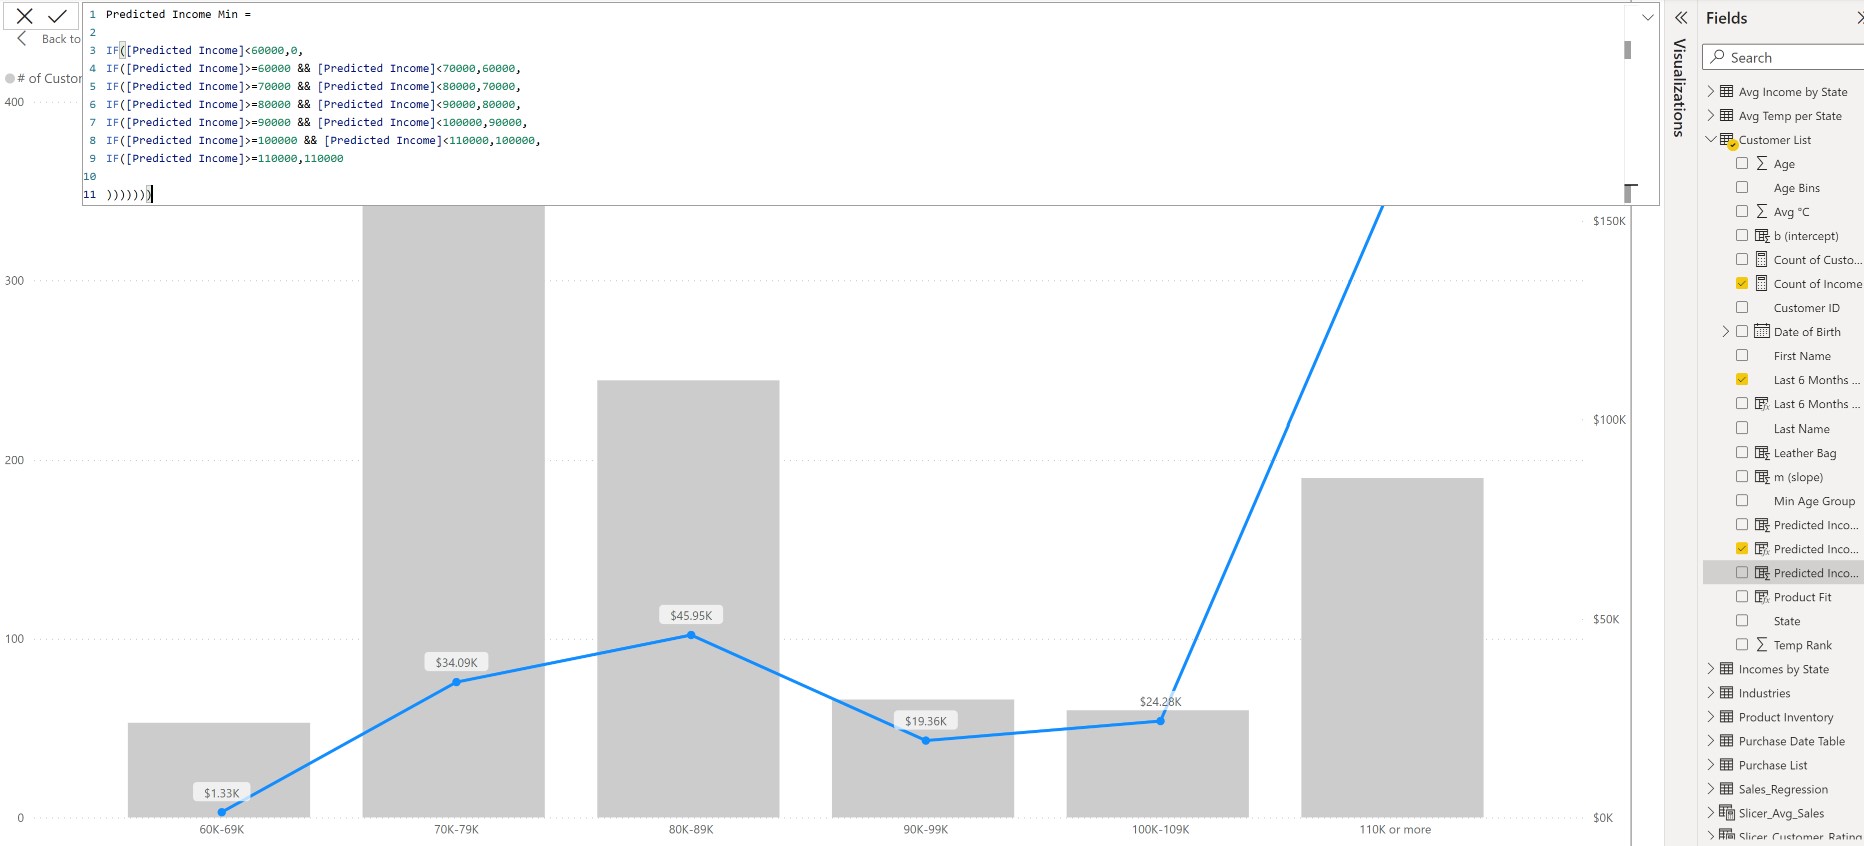 1 Predicted Income Min =
2
3 IF([Predicted Income]<60000,0,
4 IF([Predicted Income]>=60000 && [Predicted Income]<70000,60000,
5 IF([Predicted Income]>=70000 && [Predicted Income]<80000,70000,
6 IF([Predicted Income]>=80000 && [Predicted Income]<90000,80000,
7 IF([Predicted Income]>=90000 && [Predicted Income]<100000,90000,
8 IF([Predicted Income]>=100000 && [Predicted Income]<110000,100000,
9 IF([Predicted Income]>=110000,110000
10
11 )))))))
Back to
# of Custor
400
300
200
100
0
$150K
$100K
$50K
$0K
$1.33K
$34.09K
$45.95K
$19.36K
$24.28K
60K-69K
70K-79K
80K-89K
90K-99K
100K-109K
110K or more
Visualizations
Fields
Search
Avg Income by State
Avg Temp per State
Customer List
Age
Age Bins
Avg °C
b (intercept)
Count of Custo...
Count of Income
Customer ID
Date of Birth
First Name
Last 6 Months ...
Last 6 Months ...
Last Name
Leather Bag
m (slope)
Min Age Group
Predicted Inco...
Predicted Inco...
Predicted Inco...
Product Fit
State
Temp Rank
Incomes by State
Industries
Product Inventory
Purchase Date Table
Purchase List
Sales_Regression
Slicer_Avg_Sales
Slicer_Customer_Rating